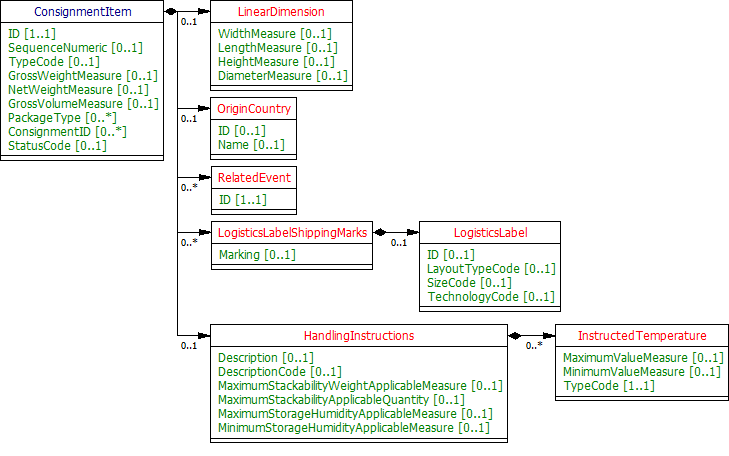 ConsignmentItem
ID [1..1]
SequenceNumeric [0..1]
TypeCode [0..1]
GrossWeightMeasure [0..1]
NetWeightMeasure [0..1]
GrossVolumeMeasure [0..1]
PackageType [0..*]
ConsignmentID [0..*]
StatusCode [0..1]
0..1
LinearDimension
WidthMeasure [0..1]
LengthMeasure [0..1]
HeightMeasure [0..1]
DiameterMeasure [0..1]
0..1
OriginCountry
ID [0..1]
Name [0..1]
0..*
RelatedEvent
ID [1..1]
0..*
LogisticsLabelShippingMarks
Marking [0..1]
0..1
LogisticsLabel
ID [0..1]
LayoutTypeCode [0..1]
SizeCode [0..1]
TechnologyCode [0..1]
0..1
HandlingInstructions
Description [0..1]
DescriptionCode [0..1]
MaximumStackabilityWeightApplicableMeasure [0..1]
MaximumStackabilityApplicableQuantity [0..1]
MaximumStorageHumidityApplicableMeasure [0..1]
MinimumStorageHumidityApplicableMeasure [0..1]
0..*
InstructedTemperature
MaximumValueMeasure [0..1]
MinimumValueMeasure [0..1]
TypeCode [1..1]